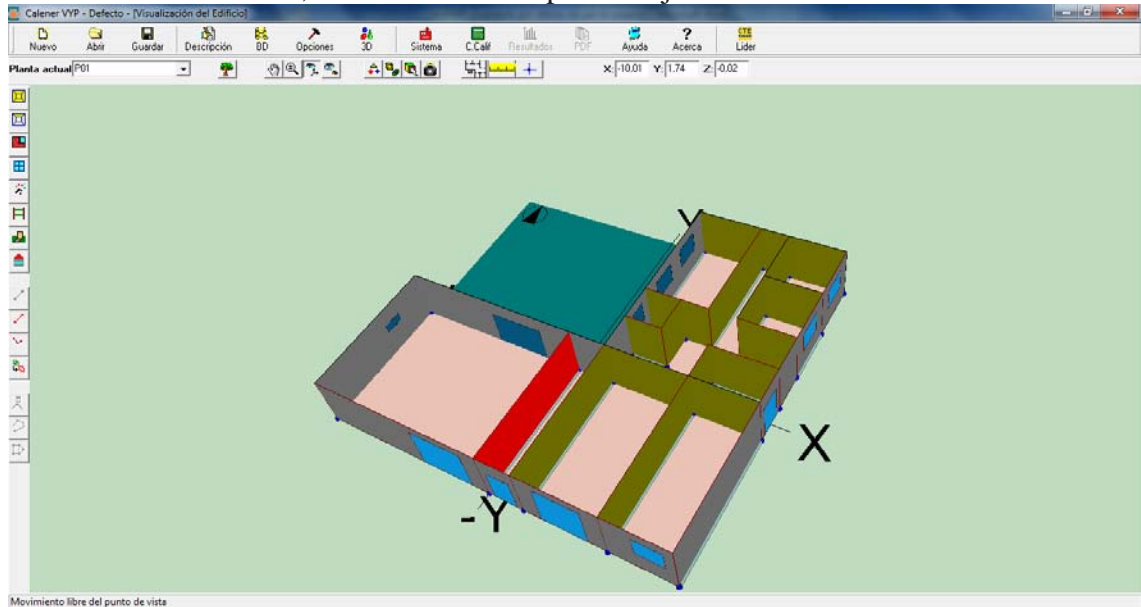 Calener VYP - Defecto - [Visualización del Edificio]
Nuevo Abrir Guardar Descripción BD Opciones 3D Sistema C.Calif Resultados PDF Ayuda Acerca Lider
Planta actual P01 X: -10,01 Y: 1.74 Z: -0,02
Y
X
-Y
Movimiento libre del punto de vista